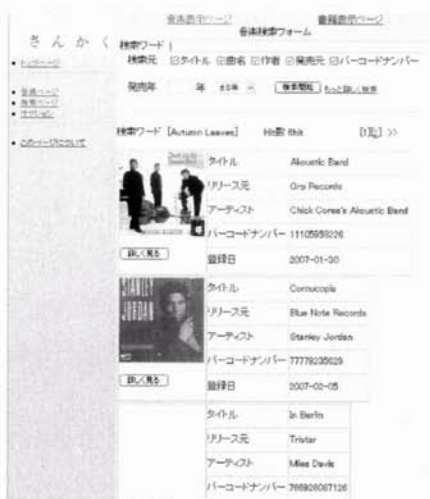 音楽表示ページ
書籍表示ページ
さんかく
音楽検索フォーム
検索ワード
検索元 ☑タイトル ☑曲名 ☑作者 ☑発売元 ☑バーコードナンバー
トップページ
発売年 年 検索開始 もっと詳しく検索
音楽ページ
オプション
このページについて
検索ワード [Autumn Leaves] Hit数 6hit >>
タイトル Akoustic Band
リリース元 Grp Records
アーティスト Chick Corea's Akoustic Band
バーコードナンバー 11105958226
詳しく見る
登録日 2007-01-30
タイトル Cornucopia
STANLEY
JORDAN
リリース元 Blue Note Records
アーティスト Stanley Jordan
バーコードナンバー 77779235629
詳しく見る
登録日 2007-02-05
タイトル In Berlin
リリース元 Tristar
アーティスト Miles Davis
バーコードナンバー 766928087126